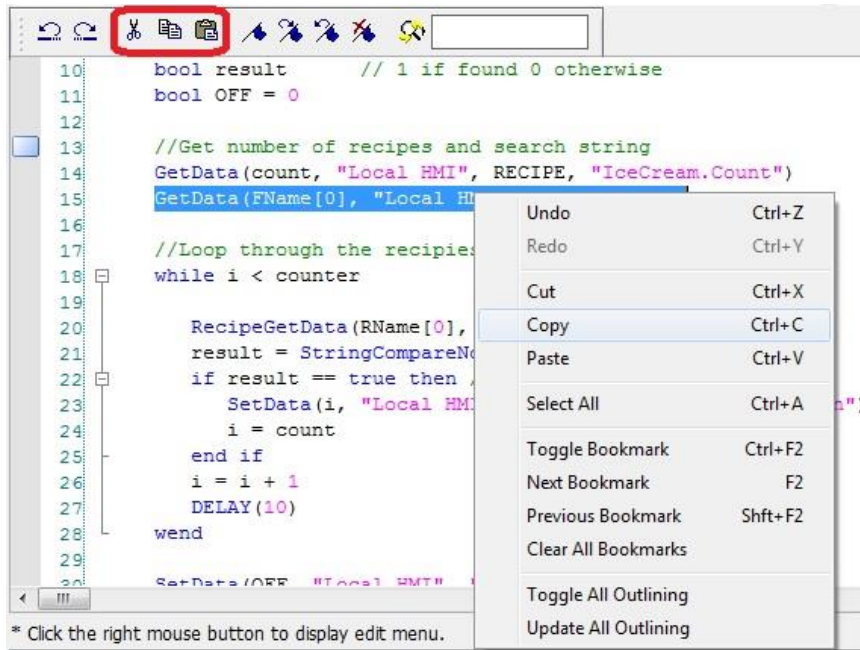 10 bool result // 1 if found 0 otherwise
11 bool OFF = 0
12
13 //Get number of recipes and search string
14 GetData(count, "Local HMI", RECIPE, "IceCream.Count")
15 GetData(FName[0], "Local H
16
17 //Loop through the recipies
18 while i < counter
19
20 RecipeGetData(RName[0],
21 result = StringCompareNo
22 if result == true then /
23 SetData(i, "Local HM n")
24 i = count
25 end if
26 i = i + 1
27 DELAY(10)
28 wend
29
30 SetData(OFF, "Local HMI",
Undo Ctrl+Z
Redo Ctrl+Y
Cut Ctrl+X
Copy Ctrl+C
Paste Ctrl+V
Select All Ctrl+A
Toggle Bookmark Ctrl+F2
Next Bookmark F2
Previous Bookmark Shft+F2
Clear All Bookmarks
Toggle All Outlining
Update All Outlining
* Click the right mouse button to display edit menu.